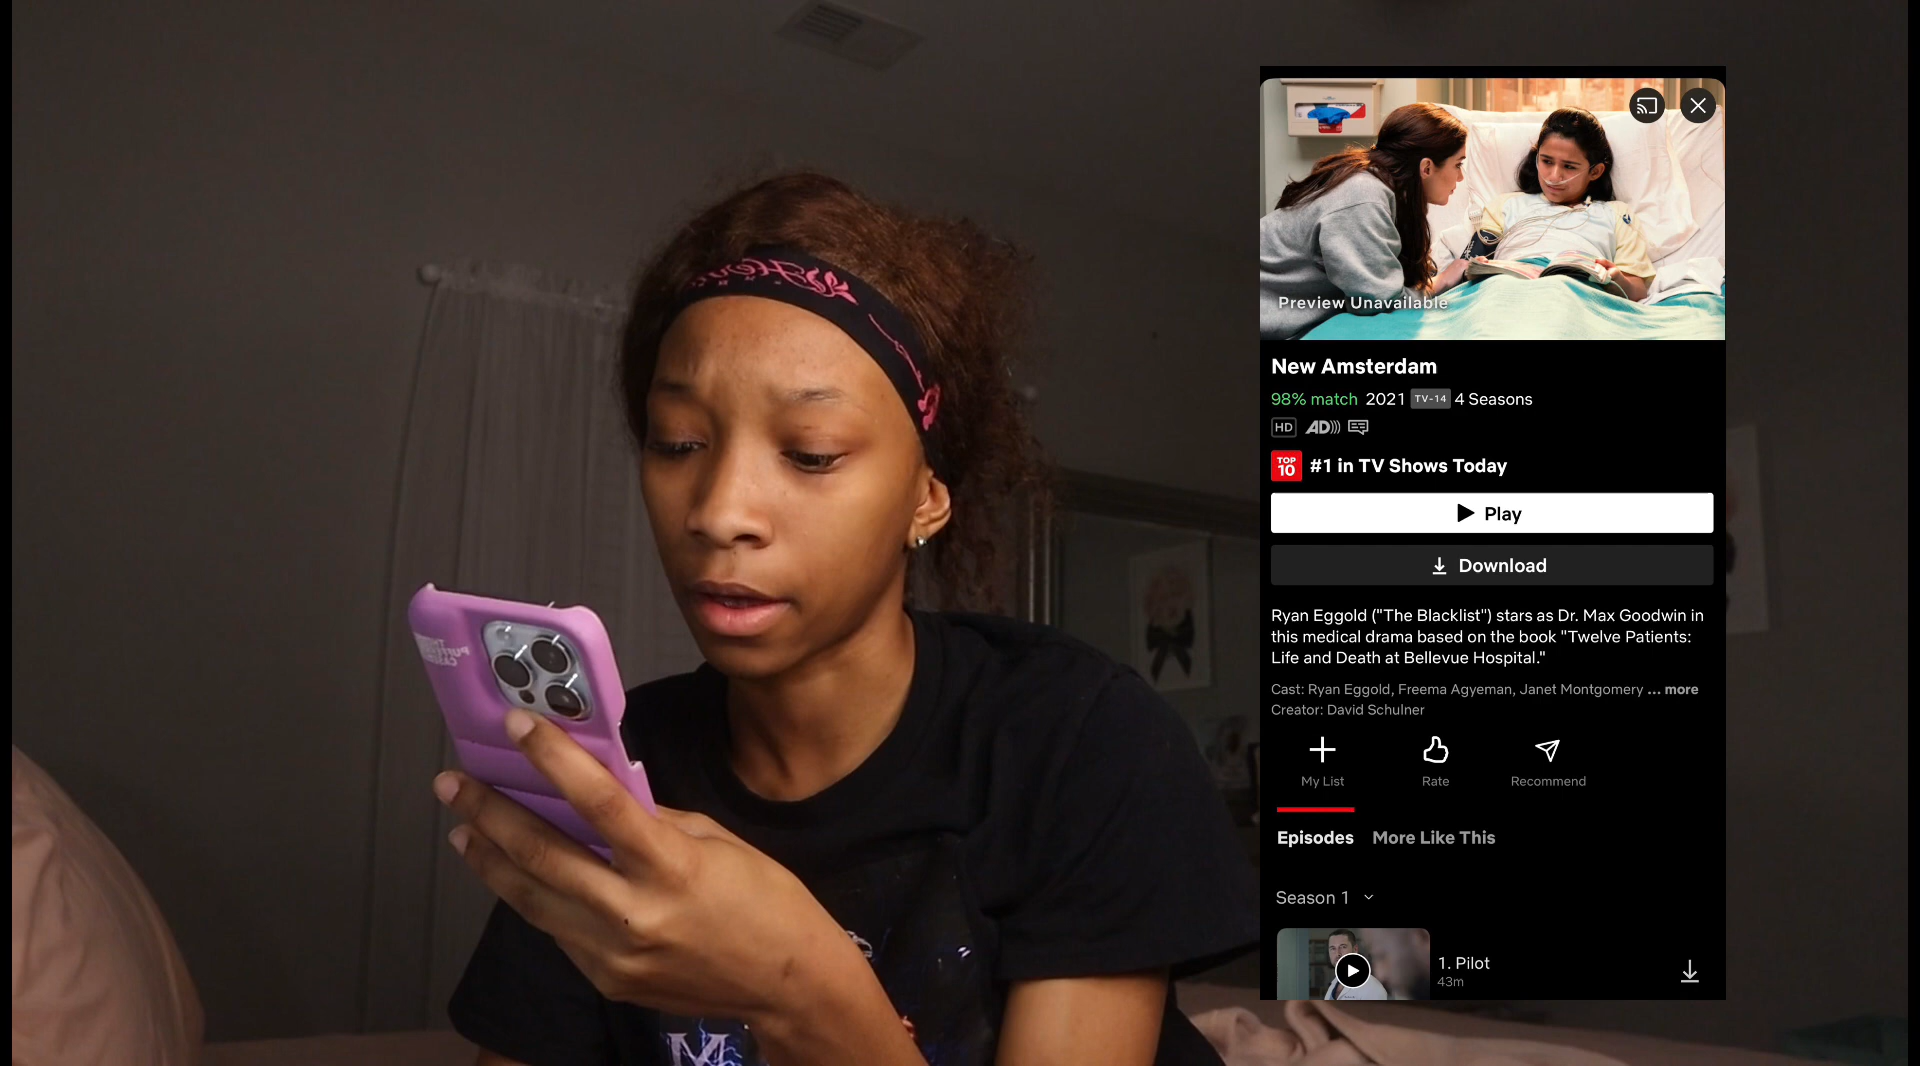 Preview Unavailable
New Amsterdam
98% match 2021 TV-14 4 Seasons
HD AD
TOP 10 #1 in TV Shows Today
Play
Download
Ryan Eggold ("The Blacklist") stars as Dr. Max Goodwin in
this medical drama based on the book "Twelve Patients:
Life and Death at Bellevue Hospital."
Cast: Ryan Eggold, Freema Agyeman, Janet Montgomery ... more
Creator: David Schulner
My List Rate Recommend
Episodes More Like This
Season 1
1. Pilot
43m